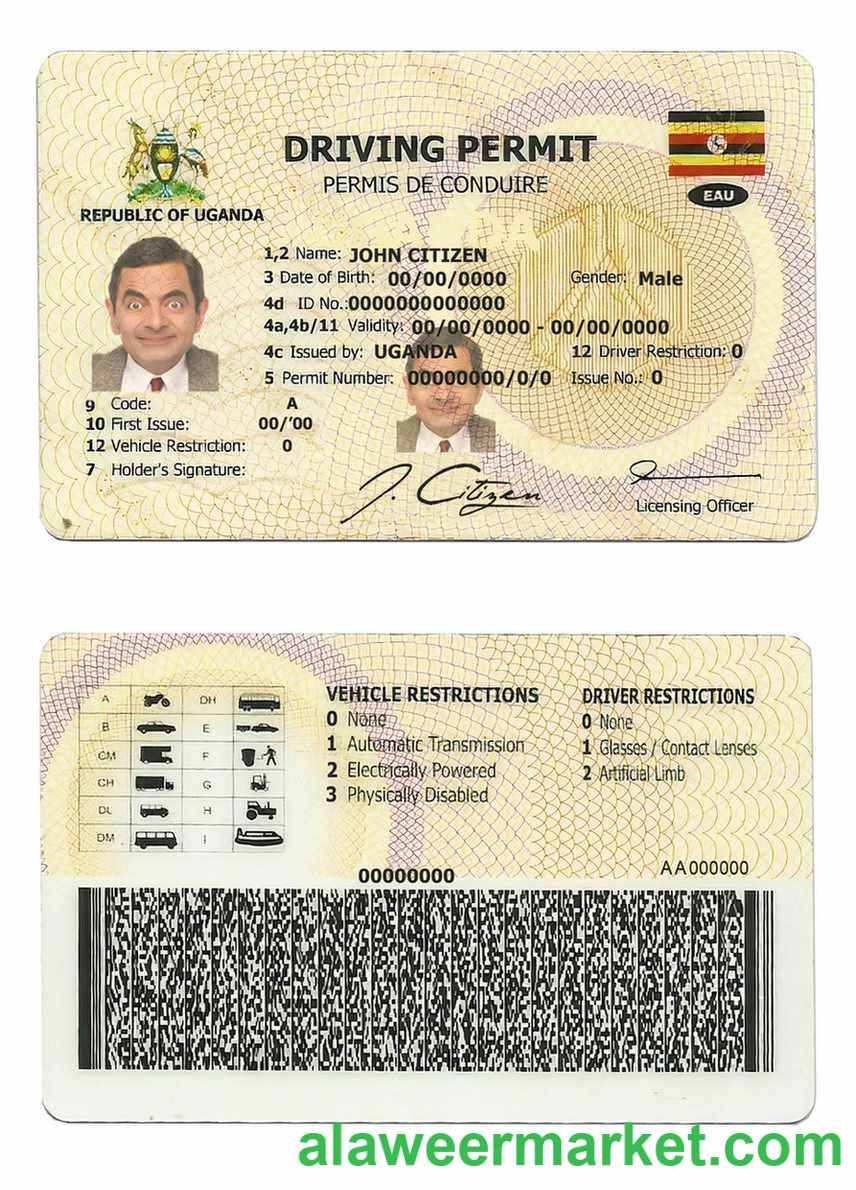 DRIVING PERMIT
PERMIS DE CONDUIRE
EAU
REPUBLIC OF UGANDA
1,2 Name: JOHN CITIZEN
3 Date of Birth: 00/00/0000 Gender: Male
4d ID No.:0000000000000
4a,4b/11 Validity: 00/00/0000 - 00/00/0000
4c Issued by: UGANDA 12 Driver Restriction: 0
5 Permit Number: 00000000/0/0 Issue No.: 0
9 Code: A
10 First Issue: 00/'00
12 Vehicle Restriction: 0
7 Holder's Signature:
J. Citizen
Licensing Officer
A DH
B E
CM F
CH G
DL H
DM I
VEHICLE RESTRICTIONS
0 None
1 Automatic Transmission
2 Electrically Powered
3 Physically Disabled
DRIVER RESTRICTIONS
0 None
1 Glasses / Contact Lenses
2 Artificial Limb
00000000
AA000000
alaweermarket.com